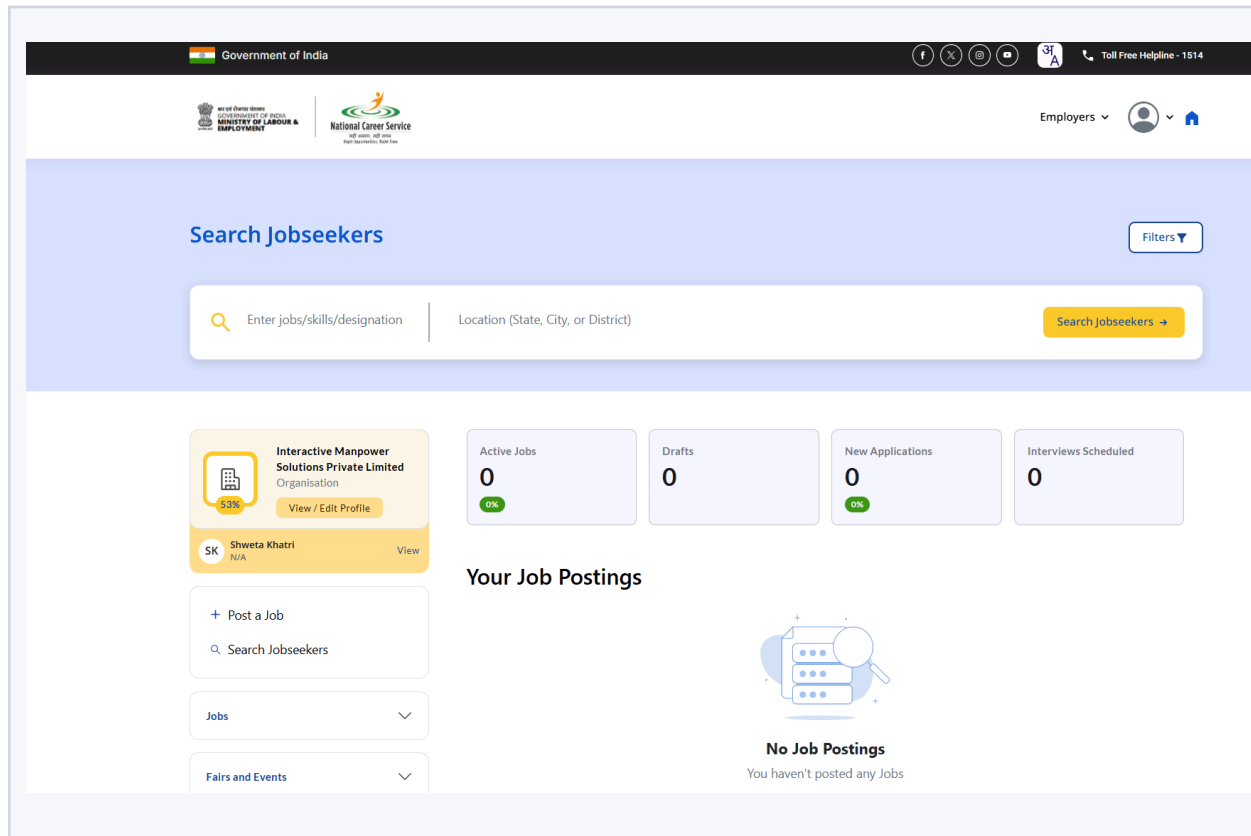 Government of India
अ
A
Toll Free Helpline - 1514
GOVERNMENT OF INDIA
MINISTRY OF LABOUR &
EMPLOYMENT
National Career Service
Employers
Search Jobseekers
Filters
Enter jobs/skills/designation
Location (State, City, or District)
Search Jobseekers →
Interactive Manpower
Solutions Private Limited
Organisation
53%
View / Edit Profile
SK
Shweta Khatri
N/A
View
Active Jobs
0
0%
Drafts
0
New Applications
0
0%
Interviews Scheduled
0
Your Job Postings
+ Post a Job
Search Jobseekers
Jobs
Fairs and Events
No Job Postings
You haven't posted any Jobs